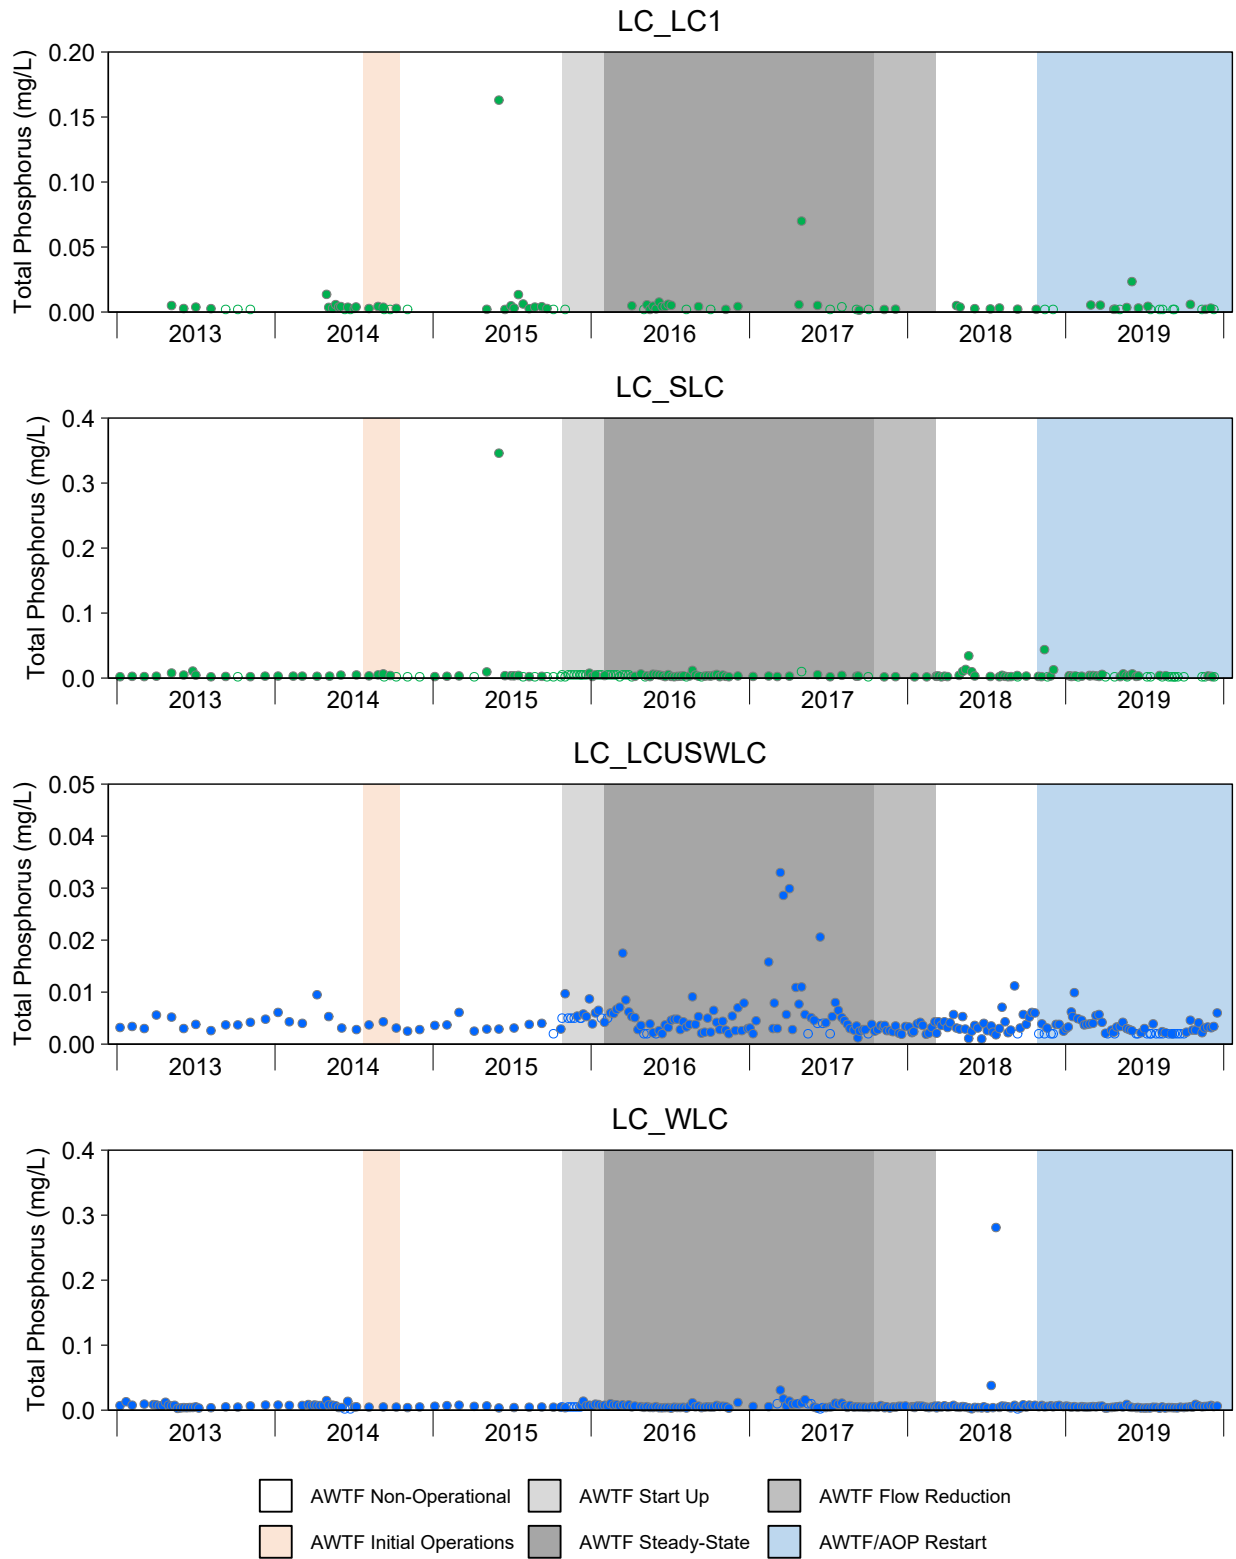 LC_LC1
Total Phosphorus (mg/L)
0.20
0.15
0.10
0.05
0.00
2013 2014 2015 2016 2017 2018 2019
LC_SLC
Total Phosphorus (mg/L)
0.4
0.3
0.2
0.1
0.0
2013 2014 2015 2016 2017 2018 2019
LC_LCUSWLC
Total Phosphorus (mg/L)
0.05
0.04
0.03
0.02
0.01
0.00
2013 2014 2015 2016 2017 2018 2019
LC_WLC
Total Phosphorus (mg/L)
0.4
0.3
0.2
0.1
0.0
2013 2014 2015 2016 2017 2018 2019
AWTF Non-Operational AWTF Start Up AWTF Flow Reduction
AWTF Initial Operations AWTF Steady-State AWTF/AOP Restart